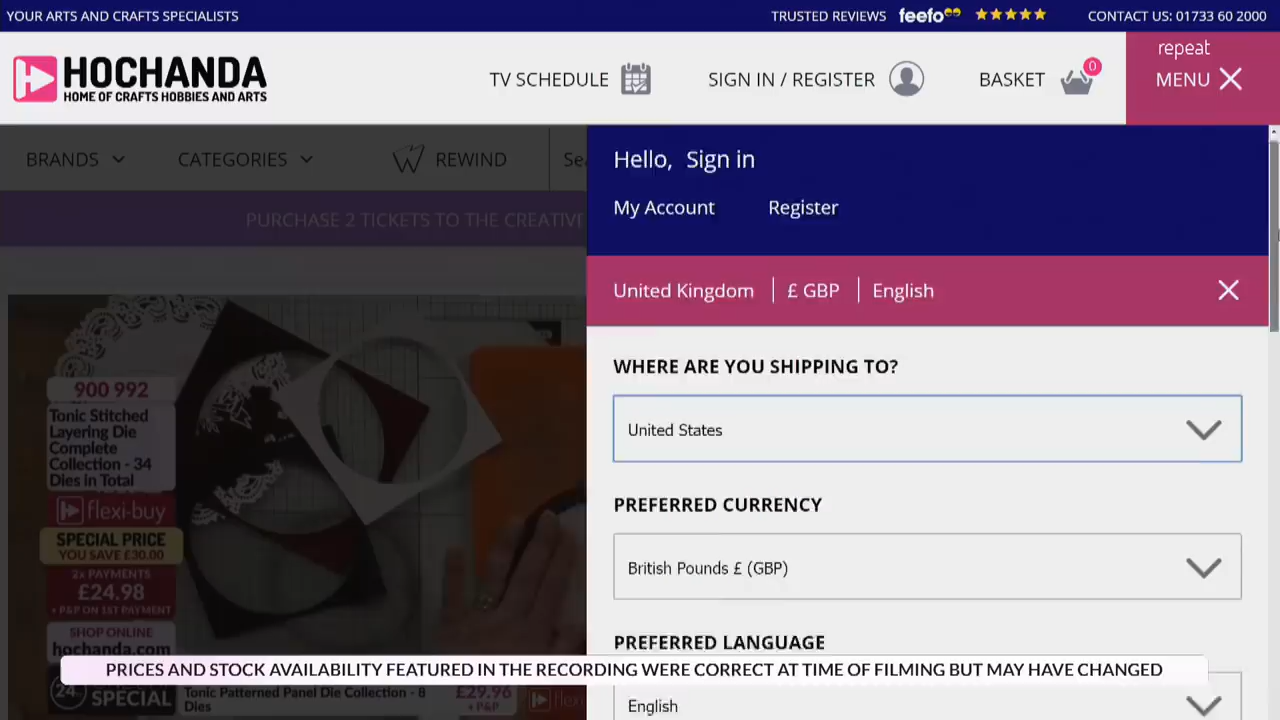 YOUR ARTS AND CRAFTS SPECIALISTS
TRUSTED REVIEWS feefo
CONTACT US: 01733 60 2000
repeat
HOCHANDA
HOME OF CRAFTS HOBBIES AND ARTS
TV SCHEDULE
SIGN IN / REGISTER
BASKET 0
MENU
BRANDS
CATEGORIES
REWIND
Sea
PURCHASE 2 TICKETS TO THE CREATIVE
Hello, Sign in
My Account Register
United Kingdom £ GBP English
WHERE ARE YOU SHIPPING TO?
United States
PREFERRED CURRENCY
British Pounds £ (GBP)
PREFERRED LANGUAGE
English
900 992
Tonic Stitched
Layering Die
Complete
Collection - 34
Dies in Total
flexi-buy
SPECIAL PRICE
YOU SAVE £30.00
2x PAYMENTS
£24.98
+ P&P ON 1ST PAYMENT
SHOP ONLINE
hochanda.com
PRICES AND STOCK AVAILABILITY FEATURED IN THE RECORDING WERE CORRECT AT TIME OF FILMING BUT MAY HAVE CHANGED
24
SPECIAL
Tonic Patterned Panel Die Collection - 8
Dies
£29.96
+ P&P